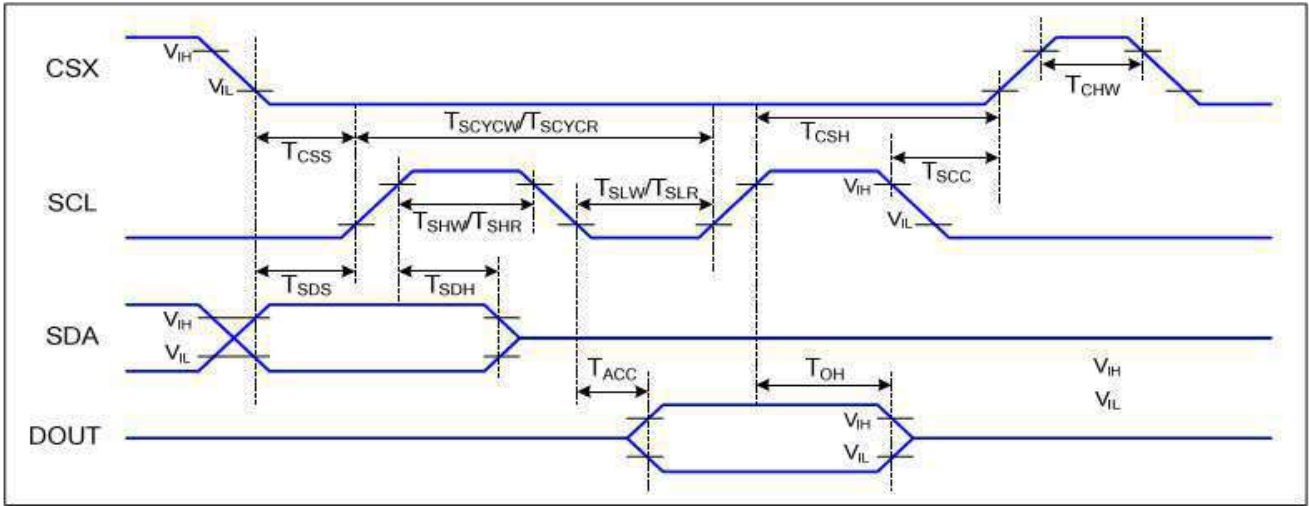 CSX
VIH
VIL
TCHW
TSCYCW/TSCYCR
TCSH
TCSS
TSCC
SCL
TSLW/TSLR
VIH
TSHW/TSHR
VIL
TSDS
TSDH
SDA
VIH
VIL
TACC
TOH
VIH
VIL
DOUT
VIH
VIL